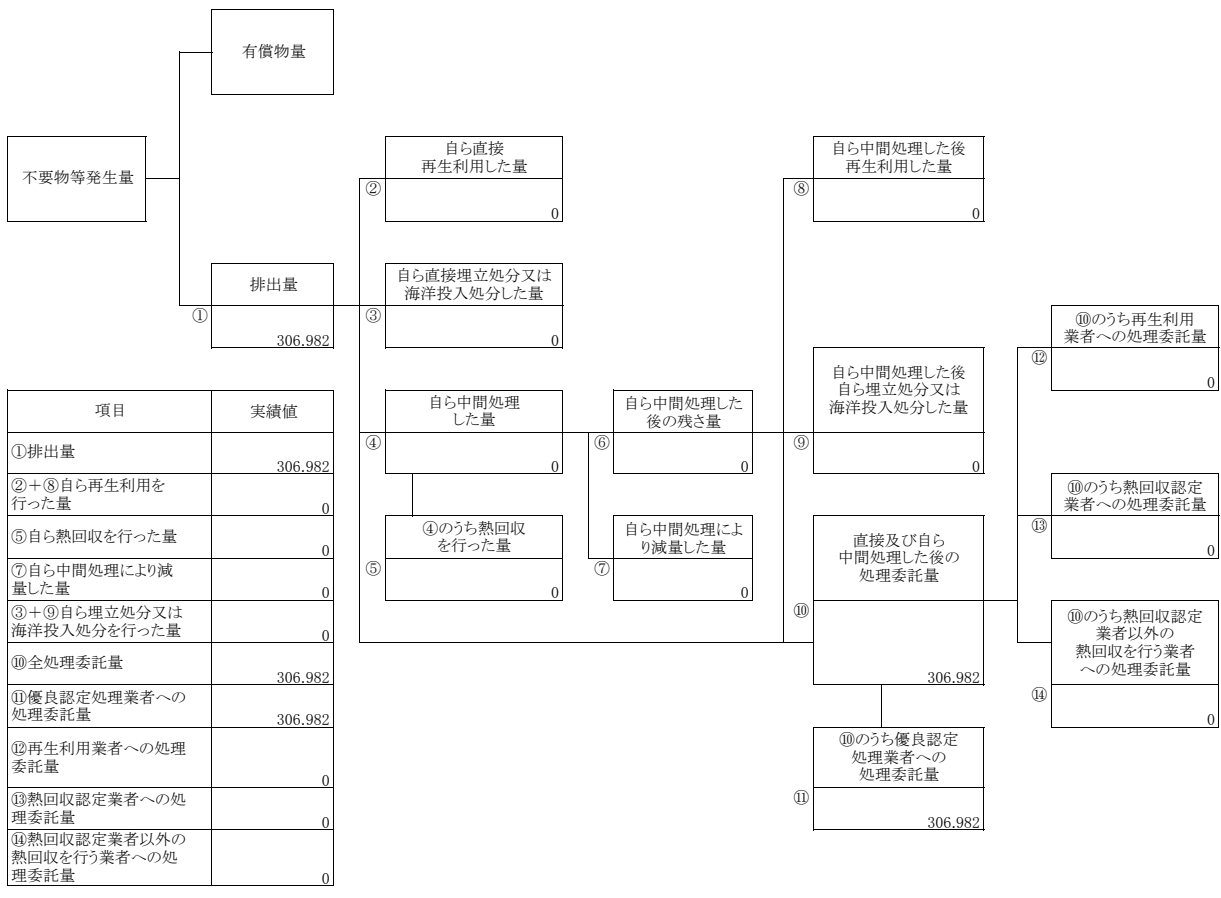 有償物量
不要物等発生量
排出量
①
306.982
自ら直接
再生利用した量
②
0
自ら直接埋立処分又は
海洋投入処分した量
③
0
自ら中間処理
した量
④
0
④のうち熱回収
を行った量
⑤
0
自ら中間処理した
後の残さ量
⑥
0
自ら中間処理によ
り減量した量
⑦
0
自ら中間処理した後
再生利用した量
⑧
0
自ら中間処理した後
自ら埋立処分又は
海洋投入処分した量
⑨
0
直接及び自ら
中間処理した後の
処理委託量
⑩
306.982
⑩のうち優良認定
処理業者への
処理委託量
⑪
306.982
⑩のうち再生利用
業者への処理委託量
⑫
0
⑩のうち熱回収認定
業者への処理委託量
⑬
0
⑩のうち熱回収認定
業者以外の
熱回収を行う業者
への処理委託量
⑭
0
項目 実績値
①排出量
306.982
②＋⑧自ら再生利用を
行った量
0
⑤自ら熱回収を行った量
0
⑦自ら中間処理により減
量した量
0
③＋⑨自ら埋立処分又は
海洋投入処分を行った量
0
⑩全処理委託量
306.982
⑪優良認定処理業者への
処理委託量
306.982
⑫再生利用業者への処理
委託量
0
⑬熱回収認定業者への処
理委託量
0
⑭熱回収認定業者以外の
熱回収を行う業者への処
理委託量
0